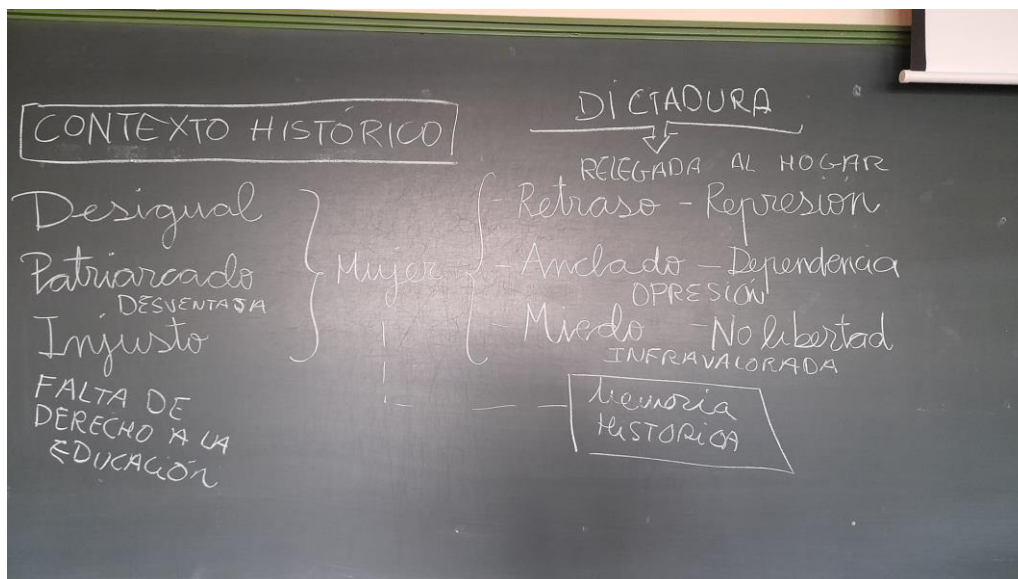 CONTEXTO HISTÓRICO
Desigual
Patriarcado
DESVENTAJA
Injusto
FALTA DE
DERECHO A LA
EDUCACIÓN
Mujer
DICTADURA
RELEGADA AL HOGAR
- Retraso - Represión
- Anclado - Dependencia
OPRESIÓN
- Miedo - No libertad
INFRAVALORADA
Memoria
HISTORICA